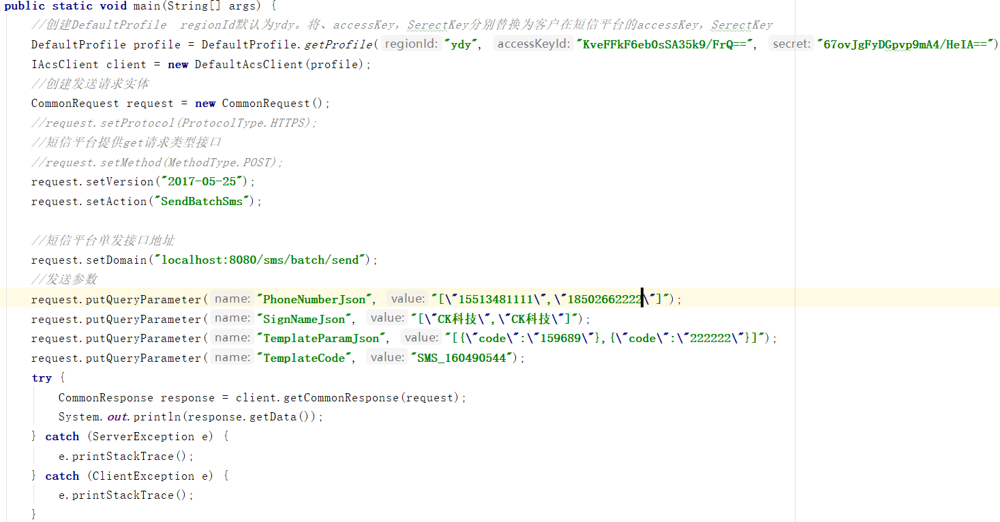 public static void main(String[] args) {
//创建DefaultProfile regionId默认为ydy。将、accessKey，SerectKey分别替换为客户在短信平台的accessKey，SerectKey
DefaultProfile profile = DefaultProfile.getProfile( regionId: "ydy", accessKeyId: "KveFFkF6eb0sSA35k9/FrQ==", secret: "67ovJgFyDGpvp9mA4/HeIA==")
IAcsClient client = new DefaultAcsClient(profile);
//创建发送请求实体
CommonRequest request = new CommonRequest();
//request.setProtocol(ProtocolType.HTTPS);
//短信平台提供get请求类型接口
//request.setMethod(MethodType.POST);
request.setVersion("2017-05-25");
request.setAction("SendBatchSms");
//短信平台单发接口地址
request.setDomain("localhost:8080/sms/batch/send");
//发送参数
request.putQueryParameter( name: "PhoneNumberJson", value: "[\"15513481111\",\"18502662222\"]");
request.putQueryParameter( name: "SignNameJson", value: "[\"CK科技\",\"CK科技\"]");
request.putQueryParameter( name: "TemplateParamJson", value: "[{\"code\":\"159689\"},{\"code\":\"222222\"}]");
request.putQueryParameter( name: "TemplateCode", value: "SMS_160490544");
try {
CommonResponse response = client.getCommonResponse(request);
System.out.println(response.getData());
} catch (ServerException e) {
e.printStackTrace();
} catch (ClientException e) {
e.printStackTrace();
}